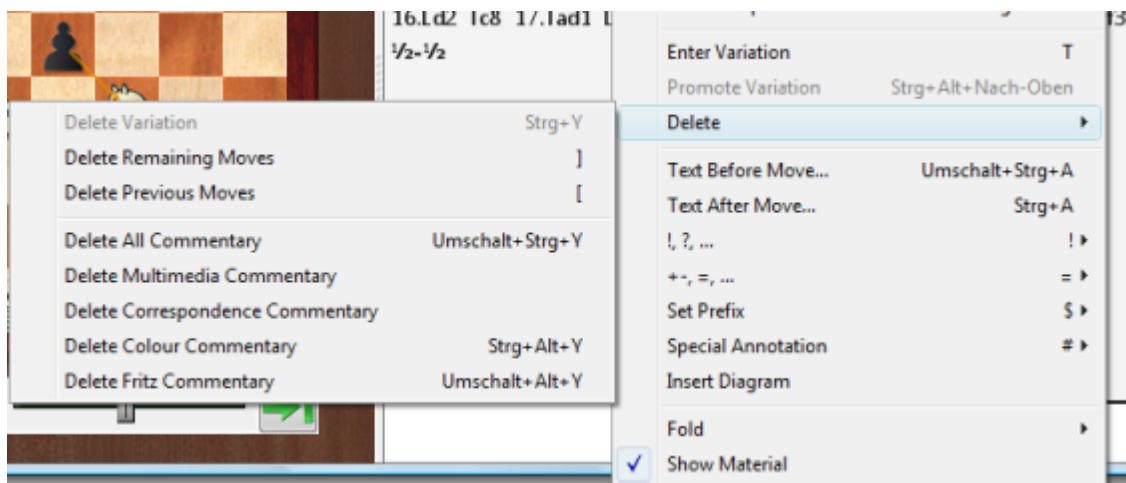 16.Ld2 Tc8 17.Tad1
½-½
Enter Variation T
Promote Variation Strg+Alt+Nach-Oben
Delete
Text Before Move... Umschalt+Strg+A
Text After Move... Strg+A
!, ?, ... !
+-, =, ... =
Set Prefix $
Special Annotation #
Insert Diagram
Fold
Show Material
Delete Variation Strg+Y
Delete Remaining Moves ]
Delete Previous Moves [
Delete All Commentary Umschalt+Strg+Y
Delete Multimedia Commentary
Delete Correspondence Commentary
Delete Colour Commentary Strg+Alt+Y
Delete Fritz Commentary Umschalt+Alt+Y